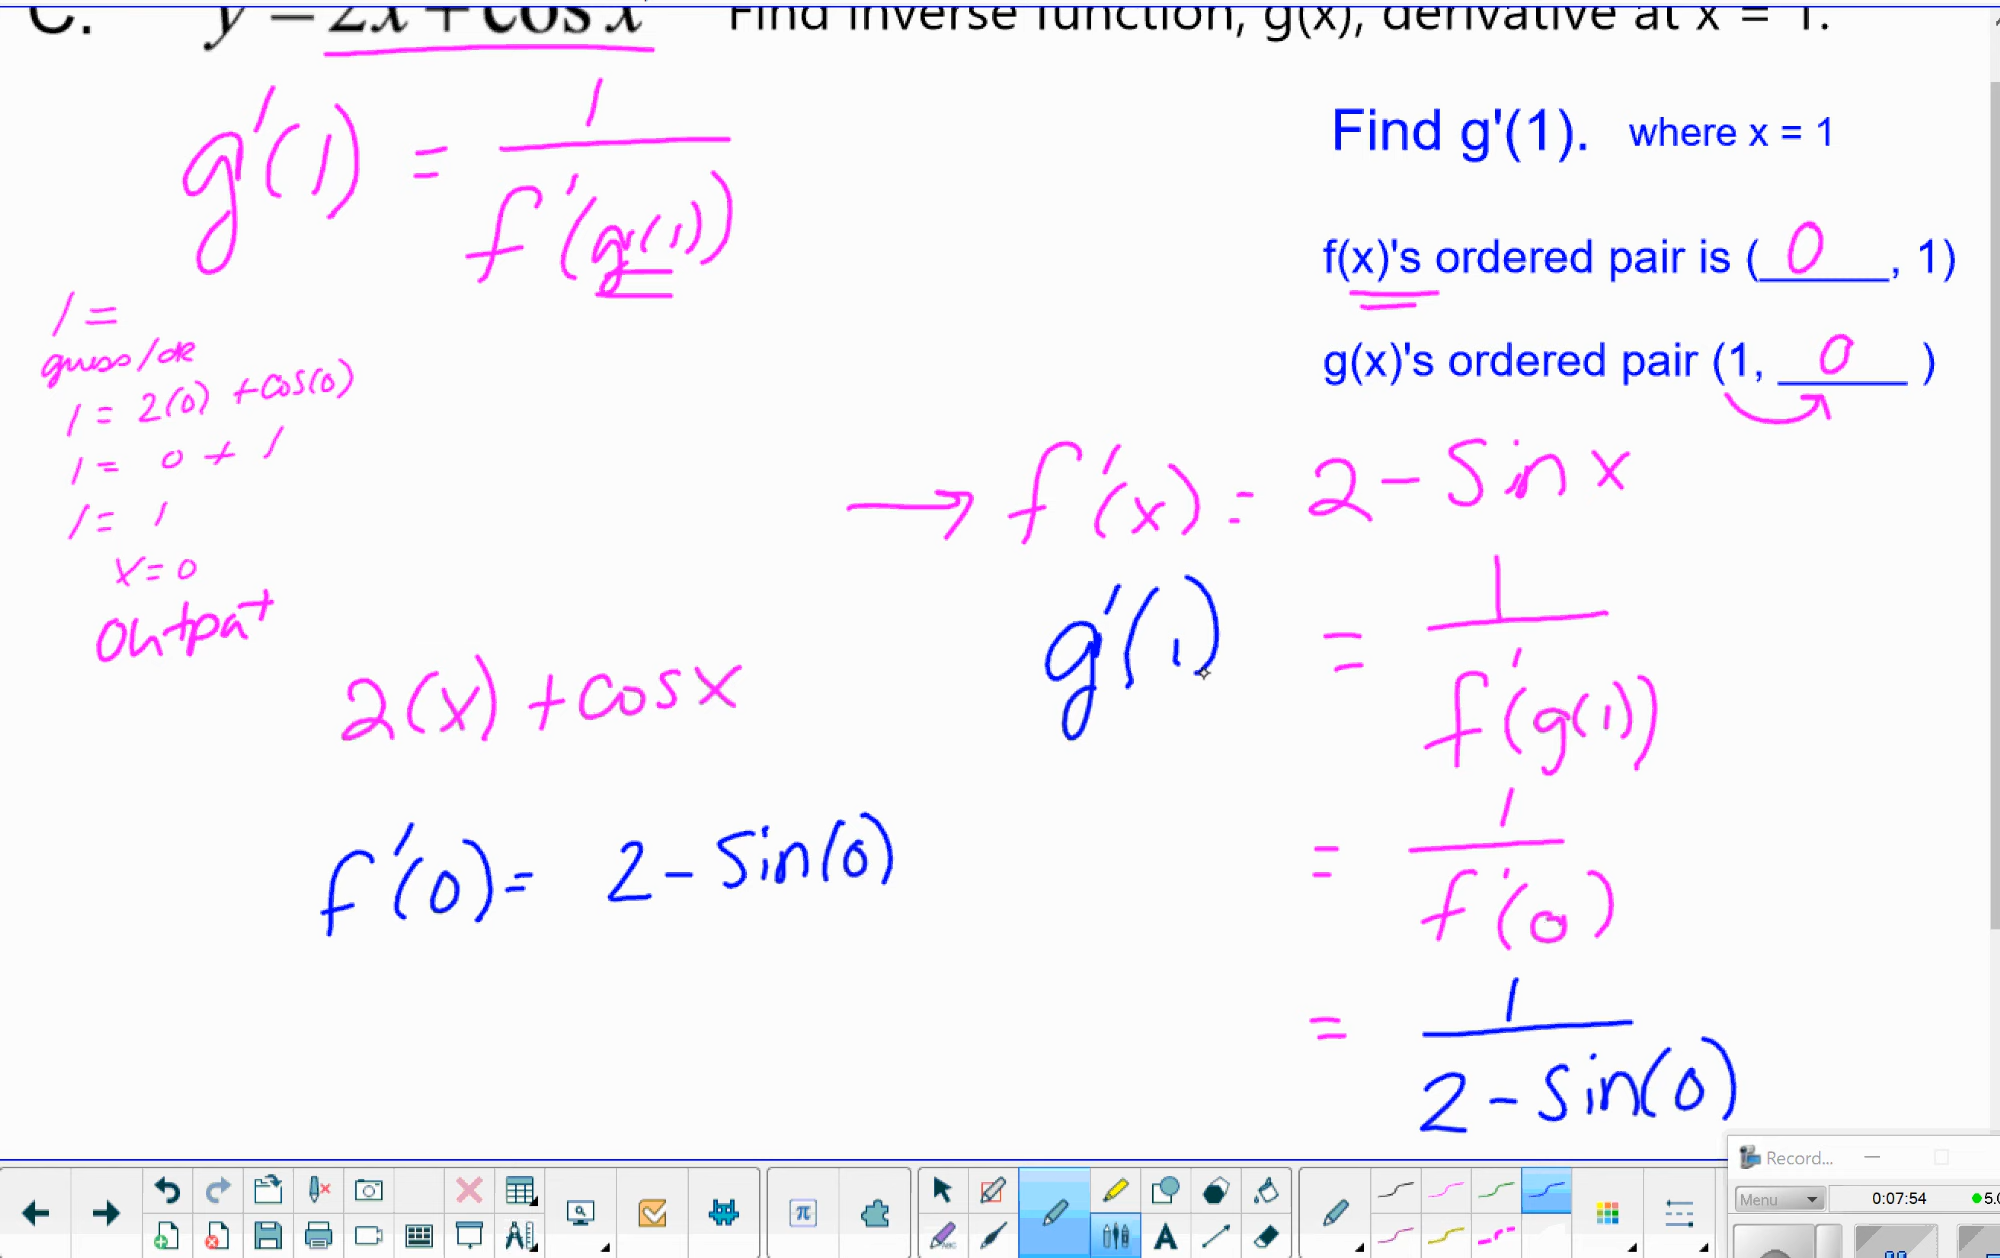 C. y = 2x + cos x Find inverse function, g(x), derivative at x = 1.
g'(1) = 1 / f'(g(1))
Find g'(1). where x = 1
f(x)'s ordered pair is (0, 1)
g(x)'s ordered pair (1, 0)
1 =
guess/ok
1 = 2(0) + cos(0)
1 = 0 + 1
1 = 1
x = 0
Output
→ f'(x) = 2 - Sin x
g'(1) = 1 / f'(g(1))
2(x) + cos x
= 1 / f'(0)
f'(0) = 2 - Sin(0)
= 1 / 2 - Sin(0)
Record...
Menu
0:07:54
π
A